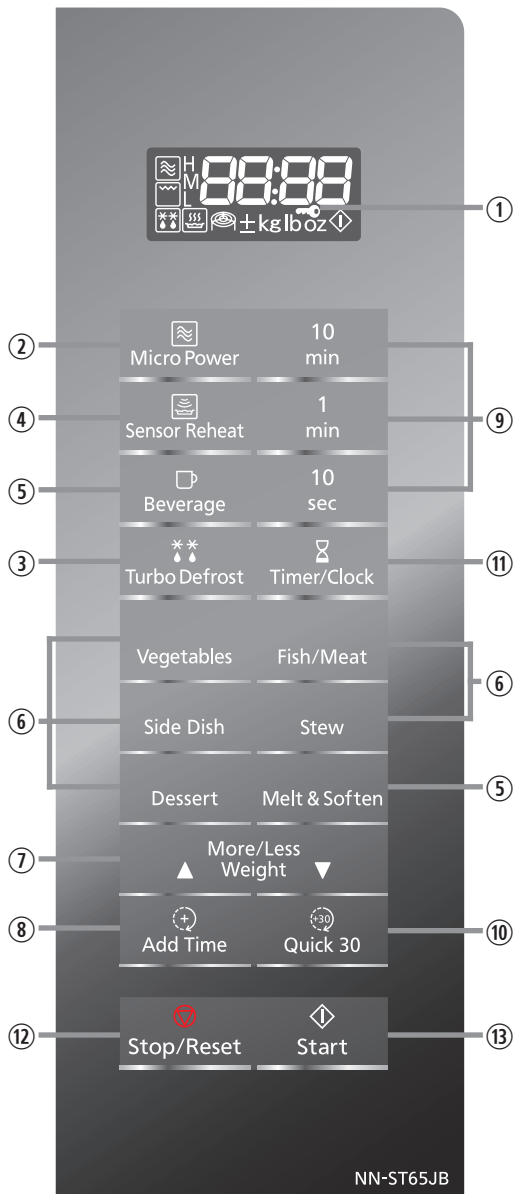 H
M
L
88:88
± kg lb oz
①
② Micro Power
10
min
④ Sensor Reheat
1
min
⑨
⑤ Beverage
10
sec
③ Turbo Defrost
Timer/Clock ⑪
Vegetables Fish/Meat
⑥
Side Dish Stew
⑥
Dessert Melt & Soften ⑤
⑦
More/Less
Weight
▲ ▼
⑧
+
Add Time
+30
Quick 30
⑩
⑫ Stop/Reset
Start ⑬
NN-ST65JB